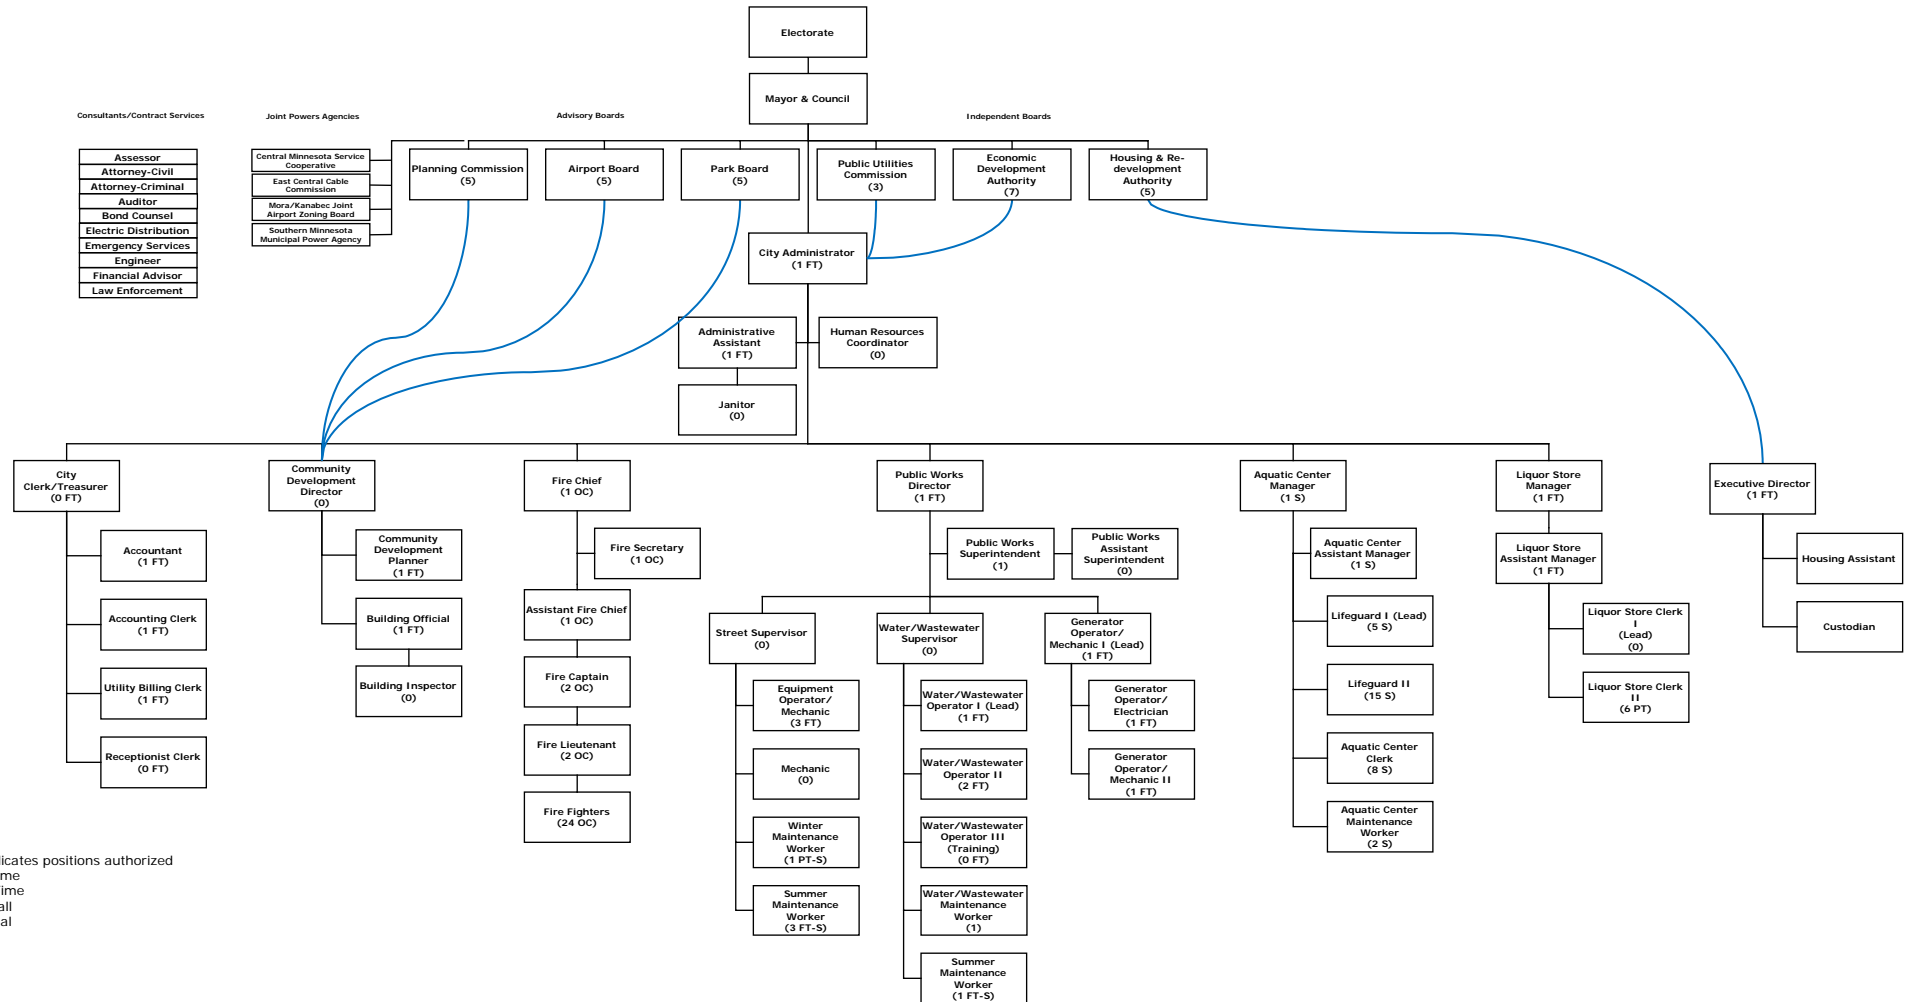 Electorate
Mayor & Council
Consultants/Contract Services
Joint Powers Agencies
Advisory Boards
Independent Boards
Assessor
Attorney-Civil
Attorney-Criminal
Auditor
Bond Counsel
Electric Distribution
Emergency Services
Engineer
Financial Advisor
Law Enforcement
Central Minnesota Service
Cooperative
East Central Cable
Commission
Mora/Kanabec Joint
Airport Zoning Board
Southern Minnesota
Municipal Power Agency
Planning Commission
(5)
Airport Board
(5)
Park Board
(5)
Public Utilities
Commission
(3)
Economic
Development
Authority
(7)
Housing & Re-
development
Authority
(5)
City Administrator
(1 FT)
Administrative
Assistant
(1 FT)
Human Resources
Coordinator
(0)
Janitor
(0)
City
Clerk/Treasurer
(0 FT)
Accountant
(1 FT)
Accounting Clerk
(1 FT)
Utility Billing Clerk
(1 FT)
Receptionist Clerk
(0 FT)
Community
Development
Director
(0)
Community
Development
Planner
(1 FT)
Building Official
(1 FT)
Building Inspector
(0)
Fire Chief
(1 OC)
Fire Secretary
(1 OC)
Assistant Fire Chief
(1 OC)
Fire Captain
(2 OC)
Fire Lieutenant
(2 OC)
Fire Fighters
(24 OC)
Public Works
Director
(1 FT)
Public Works
Superintendent
(1)
Public Works
Assistant
Superintendent
(0)
Street Supervisor
(0)
Equipment
Operator/
Mechanic
(3 FT)
Mechanic
(0)
Winter
Maintenance
Worker
(1 PT-S)
Summer
Maintenance
Worker
(3 FT-S)
Water/Wastewater
Supervisor
(0)
Water/Wastewater
Operator I (Lead)
(1 FT)
Water/Wastewater
Operator II
(2 FT)
Water/Wastewater
Operator III
(Training)
(0 FT)
Water/Wastewater
Maintenance
Worker
(1)
Summer
Maintenance
Worker
(1 FT-S)
Generator
Operator/
Mechanic I (Lead)
(1 FT)
Generator
Operator/
Electrician
(1 FT)
Generator
Operator/
Mechanic II
(1 FT)
Aquatic Center
Manager
(1 S)
Aquatic Center
Assistant Manager
(1 S)
Lifeguard I (Lead)
(5 S)
Lifeguard II
(15 S)
Aquatic Center
Clerk
(8 S)
Aquatic Center
Maintenance
Worker
(2 S)
Liquor Store
Manager
(1 FT)
Liquor Store
Assistant Manager
(1 FT)
Liquor Store Clerk
I
(Lead)
(0)
Liquor Store Clerk
II
(6 PT)
Executive Director
(1 FT)
Housing Assistant
Custodian
dicates positions authorized
me
ime
all
al